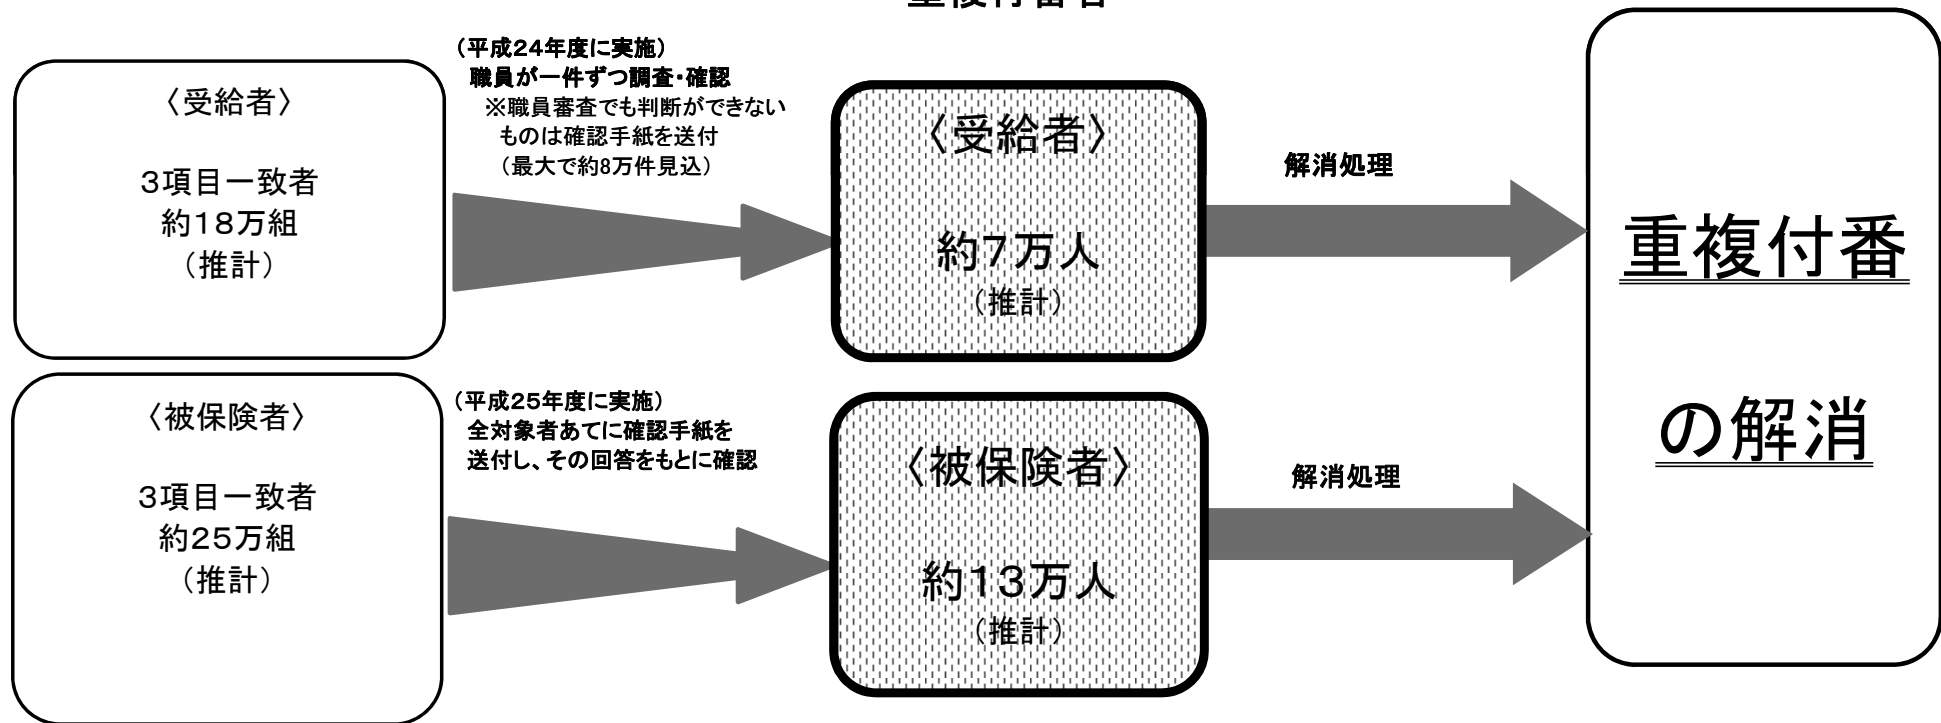 重複付番者
〈受給者〉
3項目一致者
約18万組
（推計）
（平成24年度に実施）
職員が一件ずつ調査・確認
※職員審査でも判断ができない
ものは確認手紙を送付
（最大で約8万件見込）
〈受給者〉
約7万人
（推計）
解消処理
〈被保険者〉
3項目一致者
約25万組
（推計）
（平成25年度に実施）
全対象者あてに確認手紙を
送付し、その回答をもとに確認
〈被保険者〉
約13万人
（推計）
解消処理
重複付番
の解消